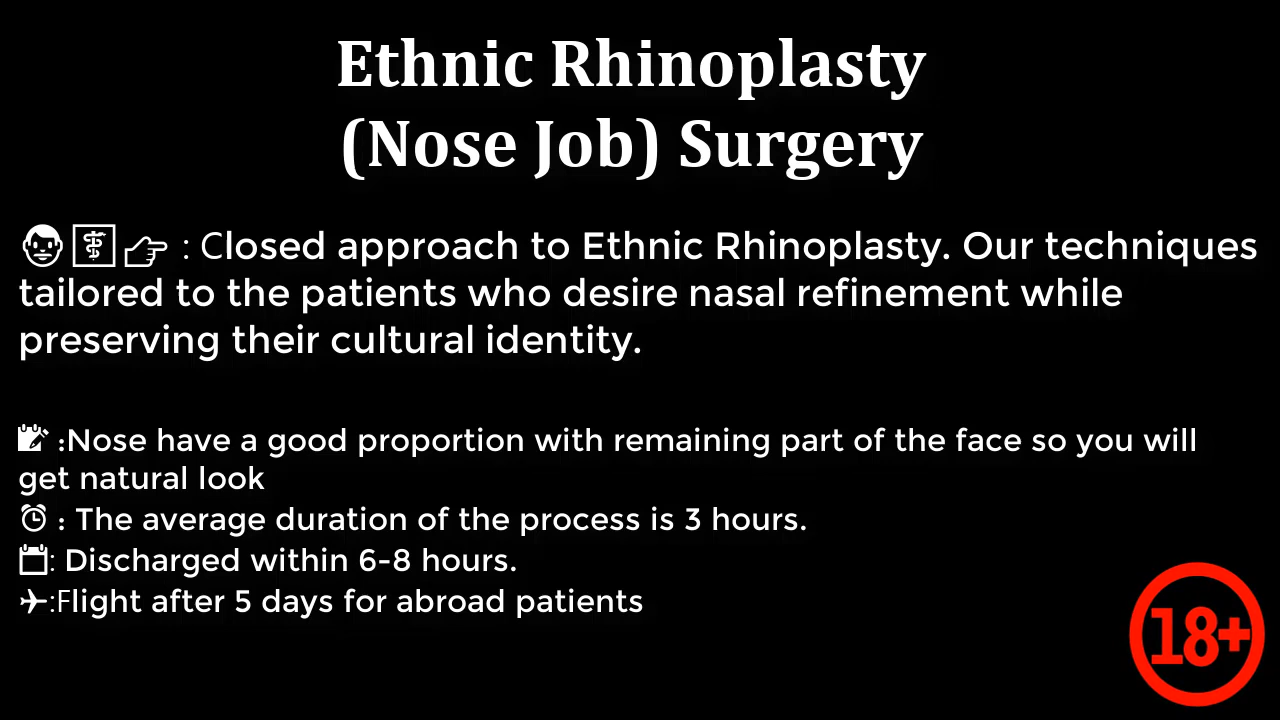 Ethnic Rhinoplasty
(Nose Job) Surgery
: Closed approach to Ethnic Rhinoplasty. Our techniques
tailored to the patients who desire nasal refinement while
preserving their cultural identity.
:Nose have a good proportion with remaining part of the face so you will
get natural look
: The average duration of the process is 3 hours.
: Discharged within 6-8 hours.
:Flight after 5 days for abroad patients
18+